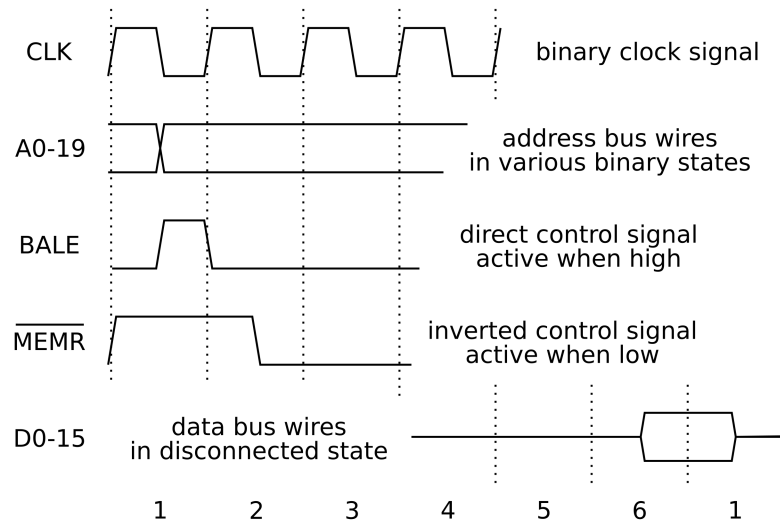 CLK
binary clock signal
A0-19
address bus wires
in various binary states
BALE
direct control signal
active when high
MEMR
inverted control signal
active when low
D0-15
data bus wires
in disconnected state
1 2 3 4 5 6 1